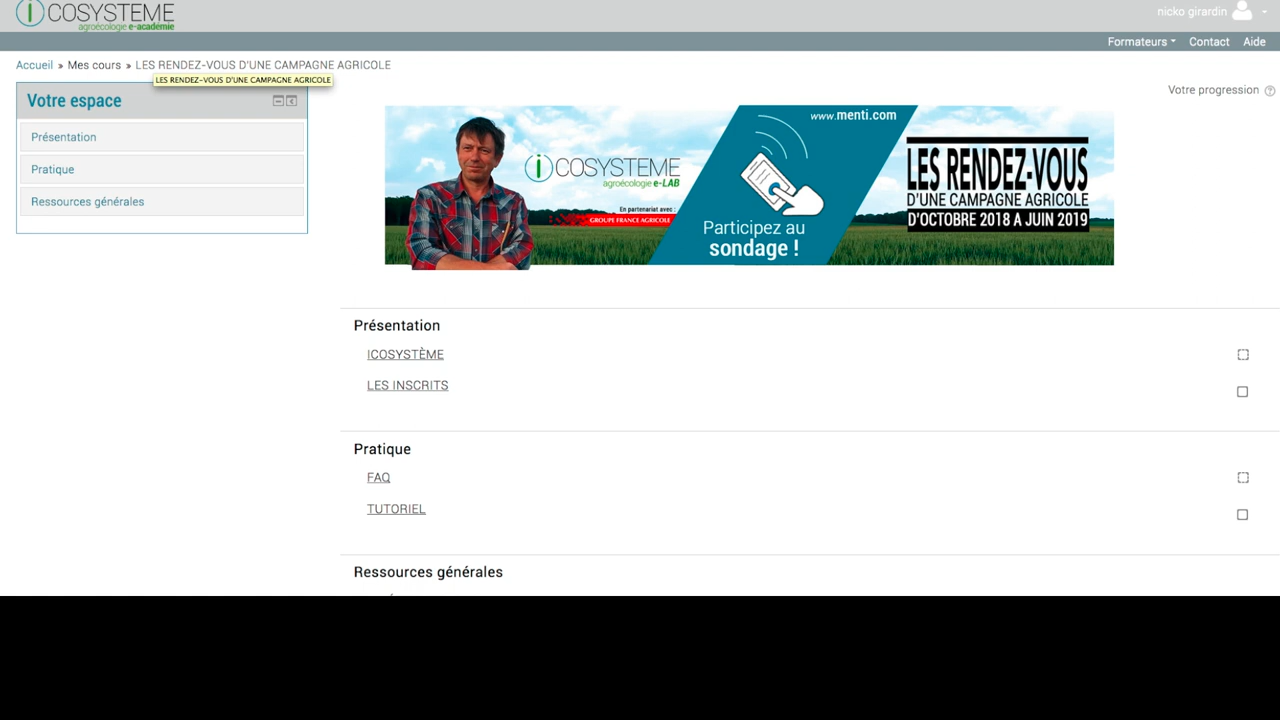 iCOSYSTEME
agroécologie e-académie
nicko girardin
Formateurs Contact Aide
Accueil » Mes cours » LES RENDEZ-VOUS D'UNE CAMPAGNE AGRICOLE
LES RENDEZ-VOUS D'UNE CAMPAGNE AGRICOLE
Votre espace
Présentation
Pratique
Ressources générales
Votre progression
iCOSYSTEME
agroécologie e-LAB
En partenariat avec :
GROUPE FRANCE AGRICOLE
www.menti.com
Participez au
sondage !
LES RENDEZ-VOUS
D'UNE CAMPAGNE AGRICOLE
D'OCTOBRE 2018 A JUIN 2019
Présentation
ICOSYSTÈME
LES INSCRITS
Pratique
FAQ
TUTORIEL
Ressources générales